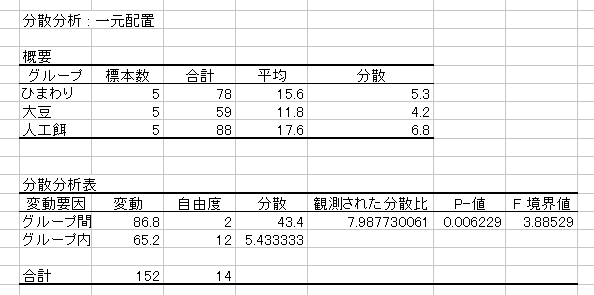 分散分析：一元配置
概要
グループ 標本数 合計 平均 分散
ひまわり 5 78 15.6 5.3
大豆 5 59 11.8 4.2
人工餌 5 88 17.6 6.8
分散分析表
変動要因 変動 自由度 分散 観測された分散比 P-値 F 境界値
グループ間 86.8 2 43.4 7.987730061 0.006229 3.88529
グループ内 65.2 12 5.433333
合計 152 14